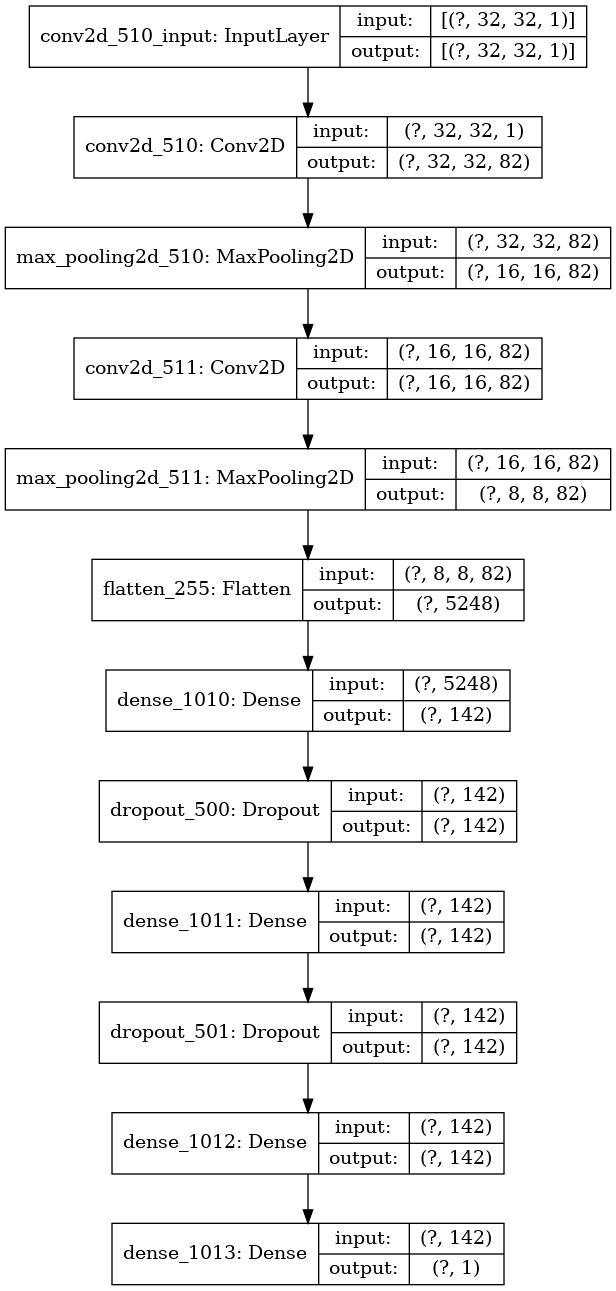 conv2d_510_input: InputLayer
input:
[(?, 32, 32, 1)]
output:
[(?, 32, 32, 1)]
conv2d_510: Conv2D
input:
(?, 32, 32, 1)
output:
(?, 32, 32, 82)
max_pooling2d_510: MaxPooling2D
input:
(?, 32, 32, 82)
output:
(?, 16, 16, 82)
conv2d_511: Conv2D
input:
(?, 16, 16, 82)
output:
(?, 16, 16, 82)
max_pooling2d_511: MaxPooling2D
input:
(?, 16, 16, 82)
output:
(?, 8, 8, 82)
flatten_255: Flatten
input:
(?, 8, 8, 82)
output:
(?, 5248)
dense_1010: Dense
input:
(?, 5248)
output:
(?, 142)
dropout_500: Dropout
input:
(?, 142)
output:
(?, 142)
dense_1011: Dense
input:
(?, 142)
output:
(?, 142)
dropout_501: Dropout
input:
(?, 142)
output:
(?, 142)
dense_1012: Dense
input:
(?, 142)
output:
(?, 142)
dense_1013: Dense
input:
(?, 142)
output:
(?, 1)